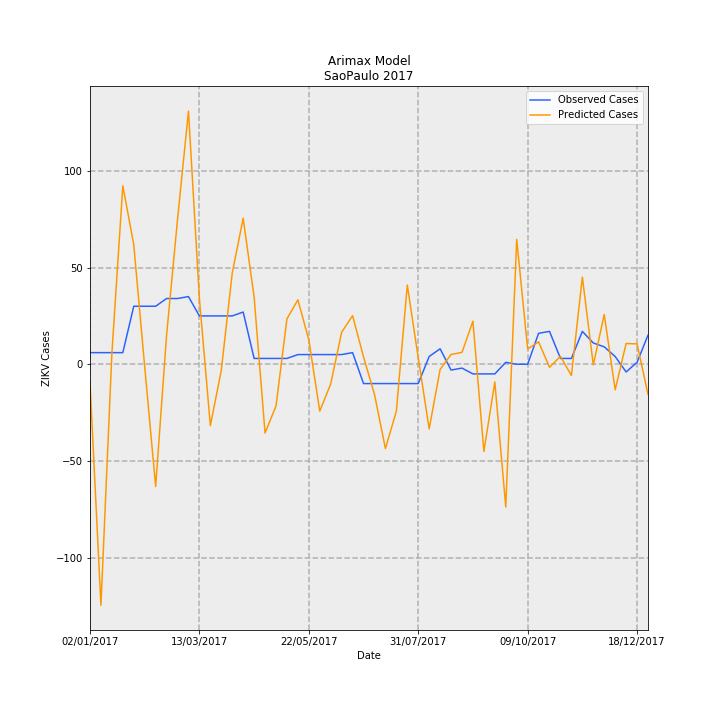 Arimax Model
SaoPaulo 2017
Observed Cases
Predicted Cases
ZIKV Cases
100
50
0
−50
−100
02/01/2017 13/03/2017 22/05/2017 31/07/2017 09/10/2017 18/12/2017
Date